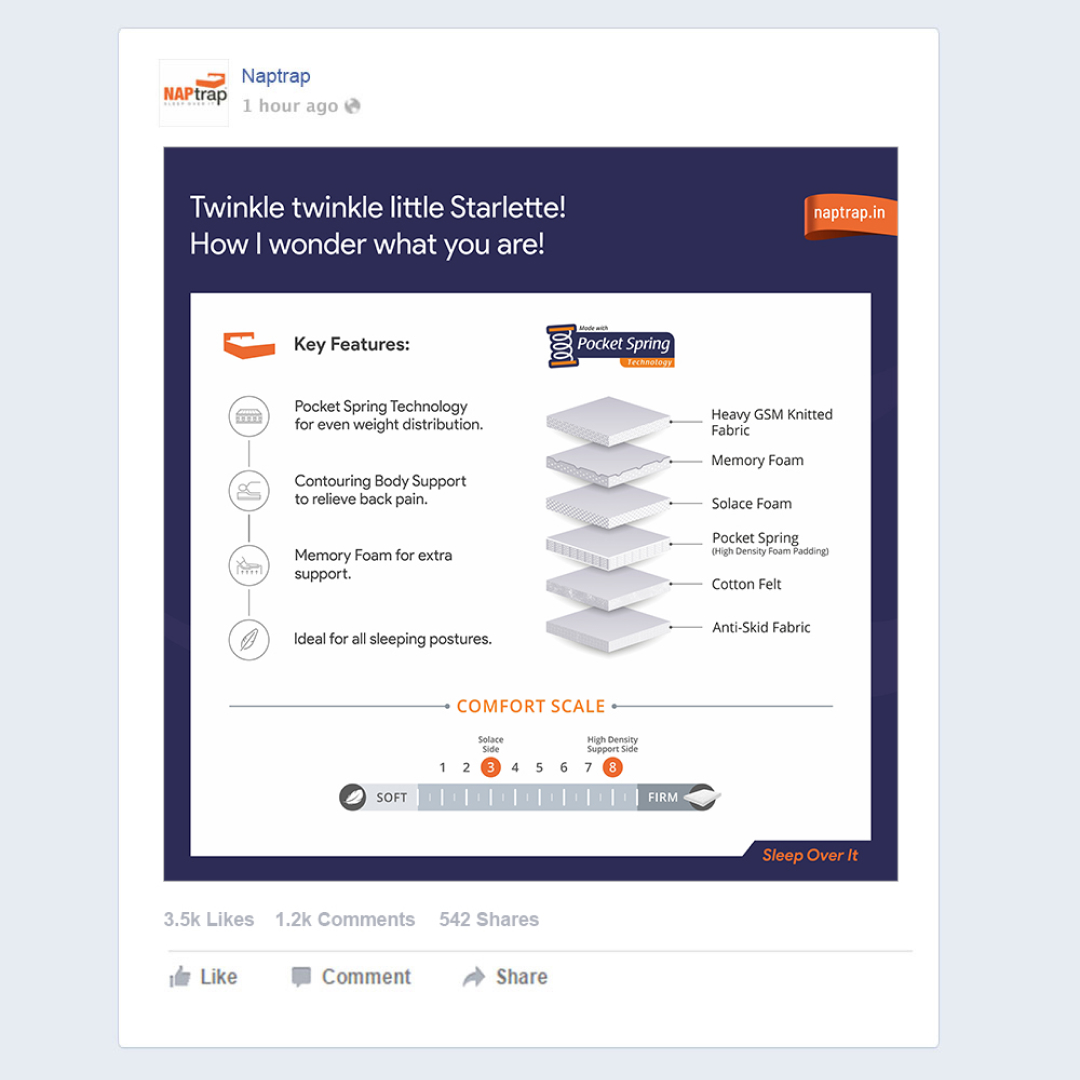 NAPtrap
SLEEP OVER IT
Naptrap
1 hour ago
Twinkle twinkle little Starlette!
How I wonder what you are!
naptrap.in
Key Features:
Pocket Spring Technology
for even weight distribution.
Contouring Body Support
to relieve back pain.
Memory Foam for extra
support.
Ideal for all sleeping postures.
Made with
Pocket Spring
Technology
Heavy GSM Knitted
Fabric
Memory Foam
Solace Foam
Pocket Spring
(High Density Foam Padding)
Cotton Felt
Anti-Skid Fabric
COMFORT SCALE
Solace
Side
High Density
Support Side
1 2 3 4 5 6 7 8
SOFT
FIRM
Sleep Over It
3.5k Likes 1.2k Comments 542 Shares
Like Comment Share